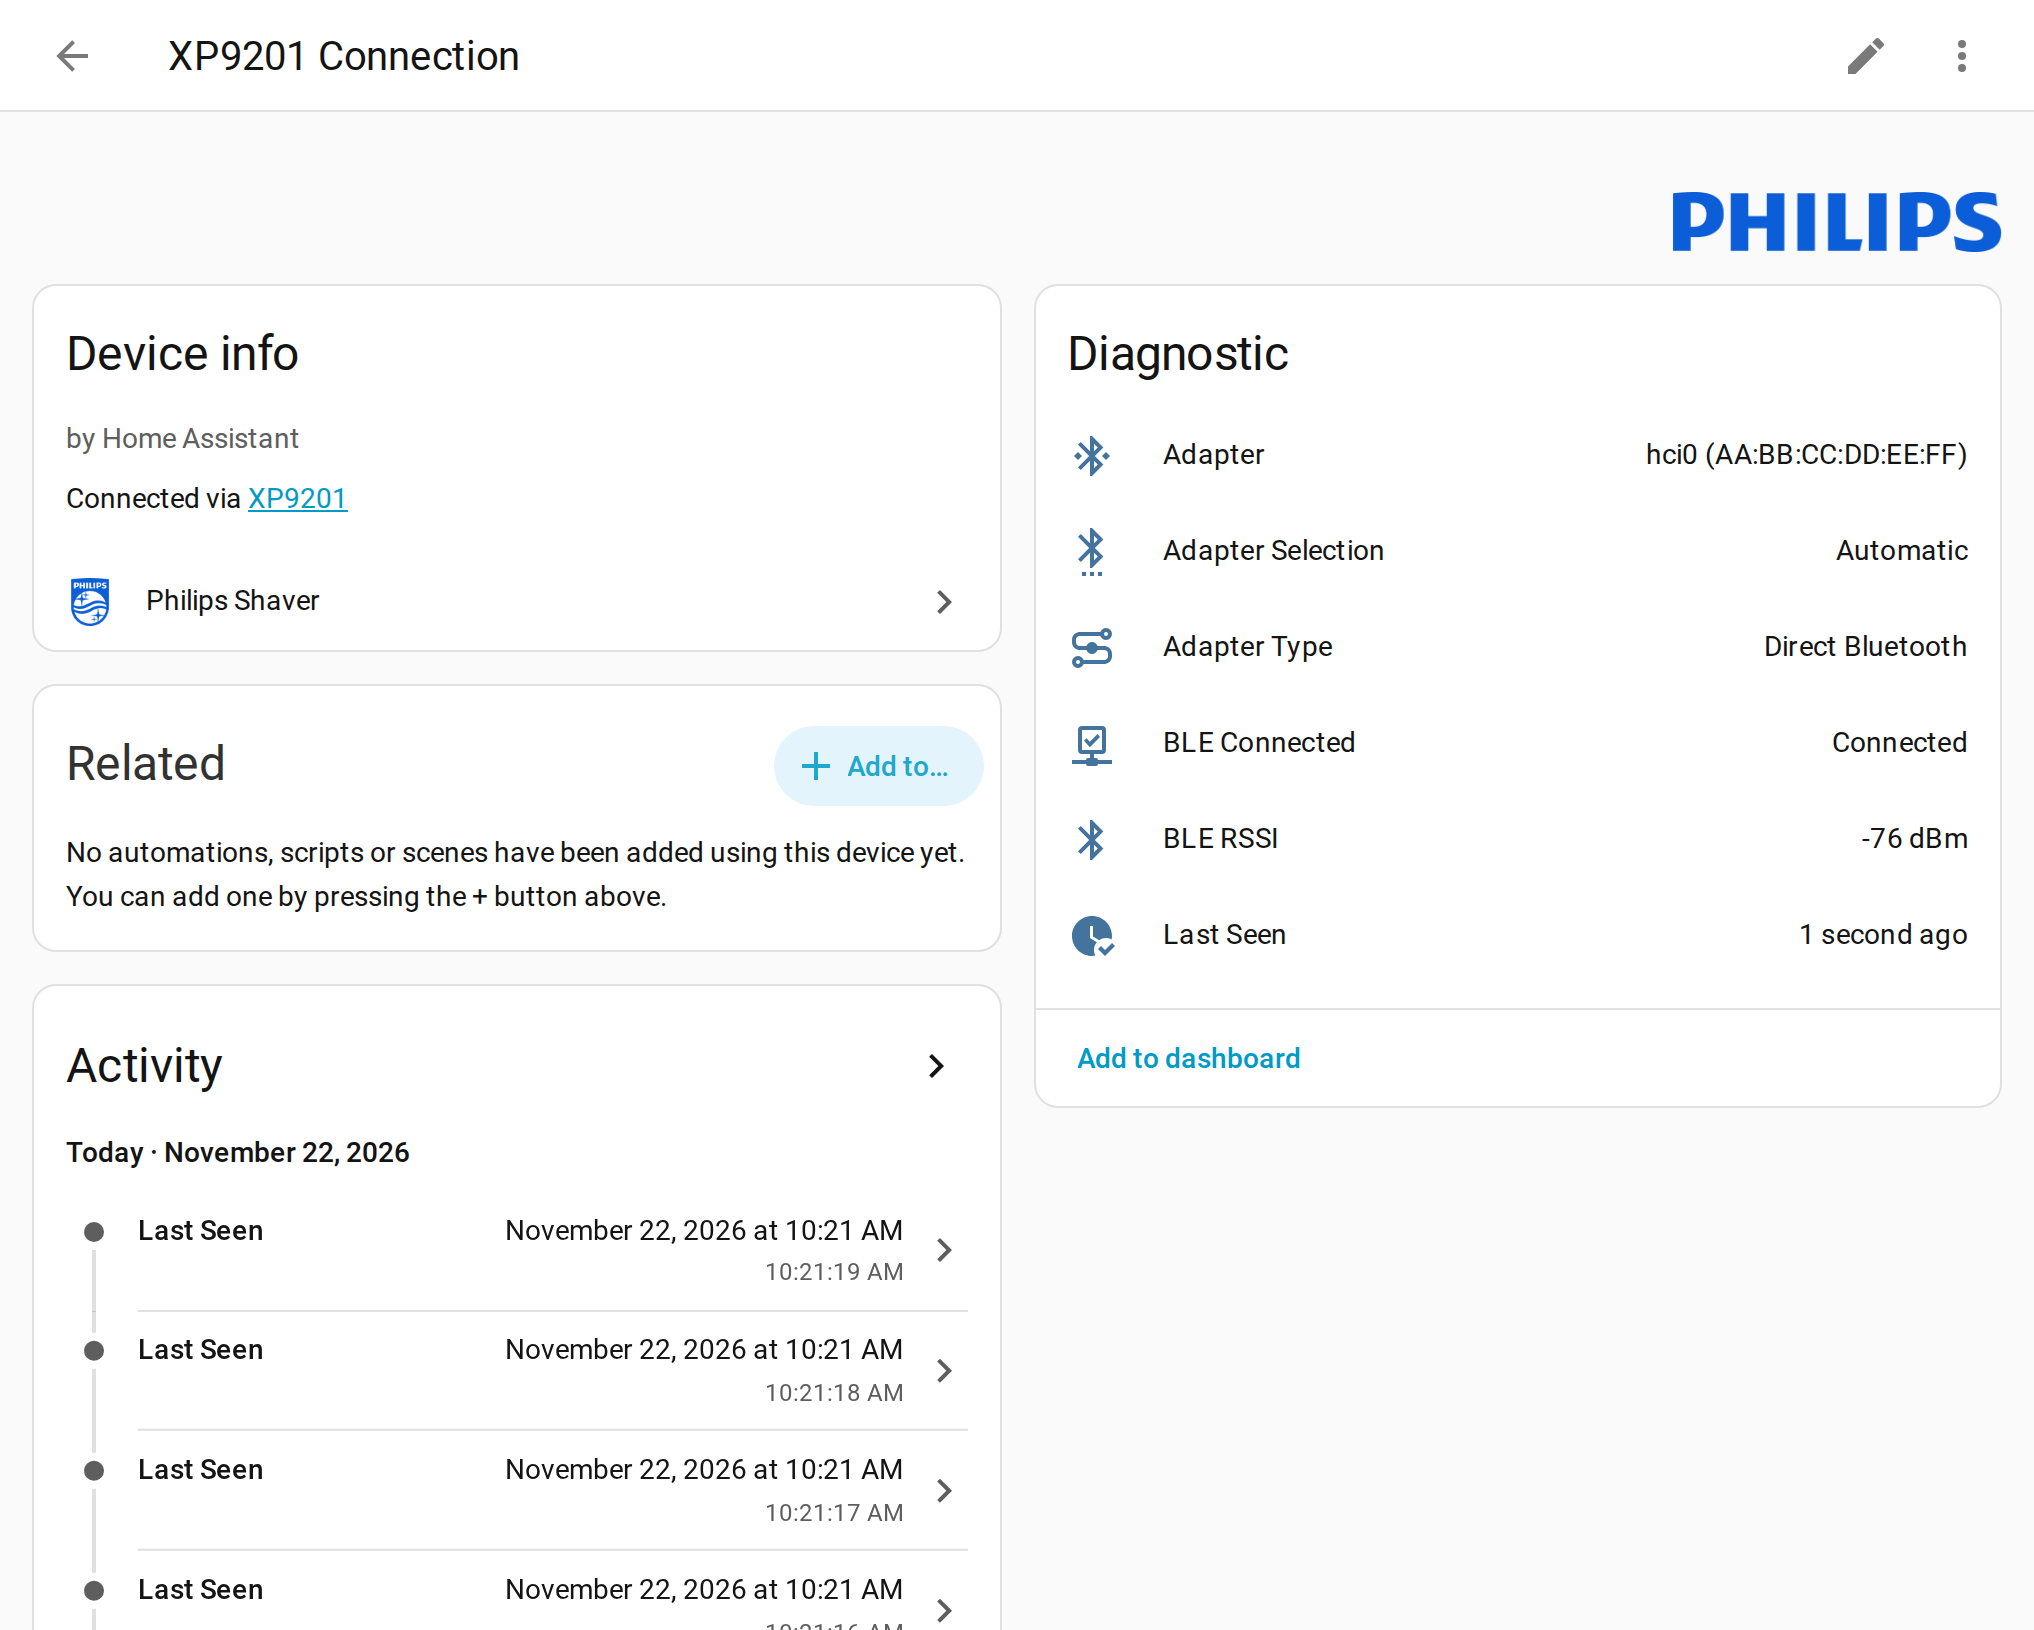 XP9201 Connection
PHILIPS
Device info
by Home Assistant
Connected via XP9201
PHILIPS
Philips Shaver
Related
Add to...
No automations, scripts or scenes have been added using this device yet.
You can add one by pressing the + button above.
Activity
Today · November 22, 2026
Last Seen November 22, 2026 at 10:21 AM
10:21:19 AM
Last Seen November 22, 2026 at 10:21 AM
10:21:18 AM
Last Seen November 22, 2026 at 10:21 AM
10:21:17 AM
Last Seen November 22, 2026 at 10:21 AM
10:21:16 AM
Diagnostic
Adapter hci0 (AA:BB:CC:DD:EE:FF)
Adapter Selection Automatic
Adapter Type Direct Bluetooth
BLE Connected Connected
BLE RSSI -76 dBm
Last Seen 1 second ago
Add to dashboard